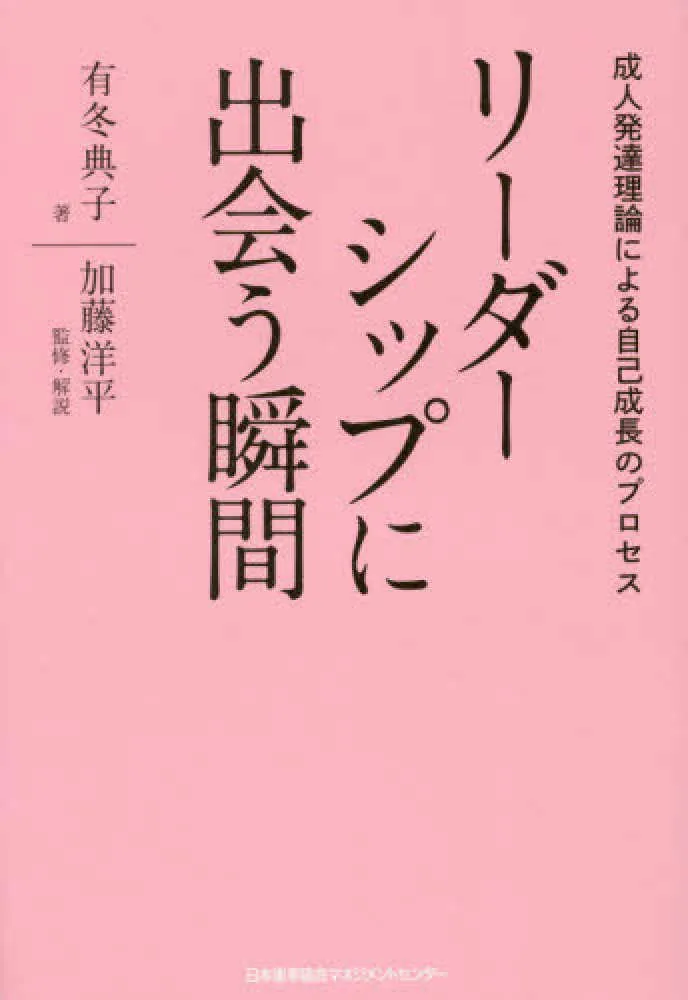 成人発達理論による自己成長のプロセス
リーダー
シップに
出会う瞬間
有冬典子
著
加藤洋平
監修・解説
日本能率協会マネジメントセンター